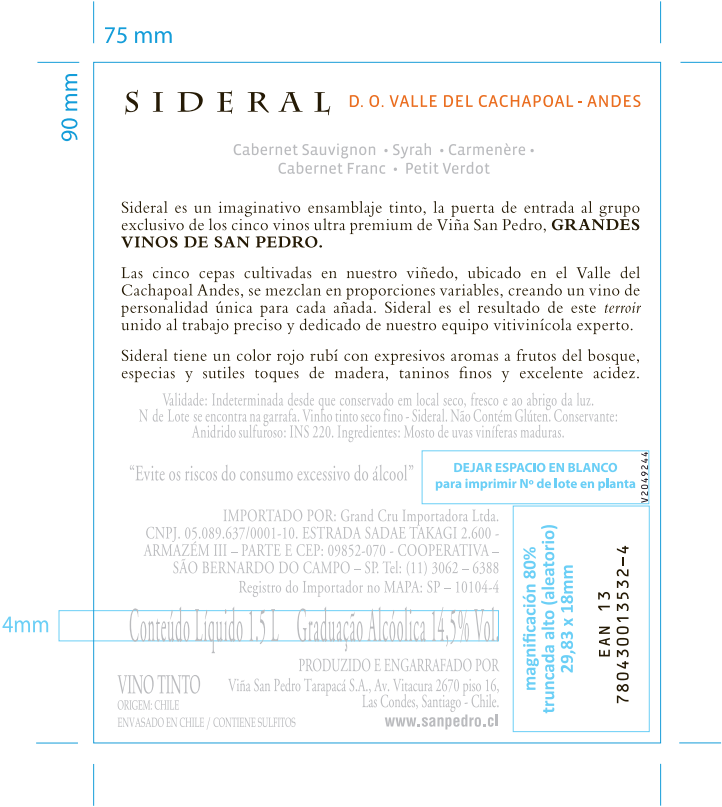 75 mm
90 mm
SIDERAL D. O. VALLE DEL CACHAPOAL - ANDES
Cabernet Sauvignon • Syrah • Carmenère •
Cabernet Franc • Petit Verdot
Sideral es un imaginativo ensamblaje tinto, la puerta de entrada al grupo
exclusivo de los cinco vinos ultra premium de Viña San Pedro, GRANDES
VINOS DE SAN PEDRO.
Las cinco cepas cultivadas en nuestro viñedo, ubicado en el Valle del
Cachapoal Andes, se mezclan en proporciones variables, creando un vino de
personalidad única para cada añada. Sideral es el resultado de este terroir
unido al trabajo preciso y dedicado de nuestro equipo vitivinícola experto.
Sideral tiene un color rojo rubí con expresivos aromas a frutos del bosque,
especias y sutiles toques de madera, taninos finos y excelente acidez.
Validade: Indeterminada desde que conservado em local seco, fresco e ao abrigo da luz.
N de Lote se encontra na garrafa. Vinho tinto seco fino - Sideral. Não Contém Glúten. Conservante:
Anidrido sulfuroso: INS 220. Ingredientes: Mosto de uvas viníferas maduras.
“Evite os riscos do consumo excessivo do álcool”
DEJAR ESPACIO EN BLANCO
para imprimir Nº de lote en planta
V2049244
IMPORTADO POR: Grand Cru Importadora Ltda.
CNPJ. 05.089.637/0001-10. ESTRADA SADAE TAKAGI 2.600 -
ARMAZÉM III – PARTE E CEP: 09852-070 - COOPERATIVA –
SÃO BERNARDO DO CAMPO – SP. Tel: (11) 3062 – 6388
Registro do Importador no MAPA: SP – 10104-4
4mm
Conteúdo Líquido 1,5 L Graduação Alcóolica 14,5% Vol.
PRODUZIDO E ENGARRAFADO POR
Viña San Pedro Tarapacá S.A., Av. Vitacura 2670 piso 16,
Las Condes, Santiago - Chile.
www.sanpedro.cl
VINO TINTO
ORIGEM: CHILE
ENVASADO EN CHILE / CONTIENE SULFITOS
magnificación 80%
truncada alto (aleatorio)
29,83 x 18mm
EAN 13
780430013532-4